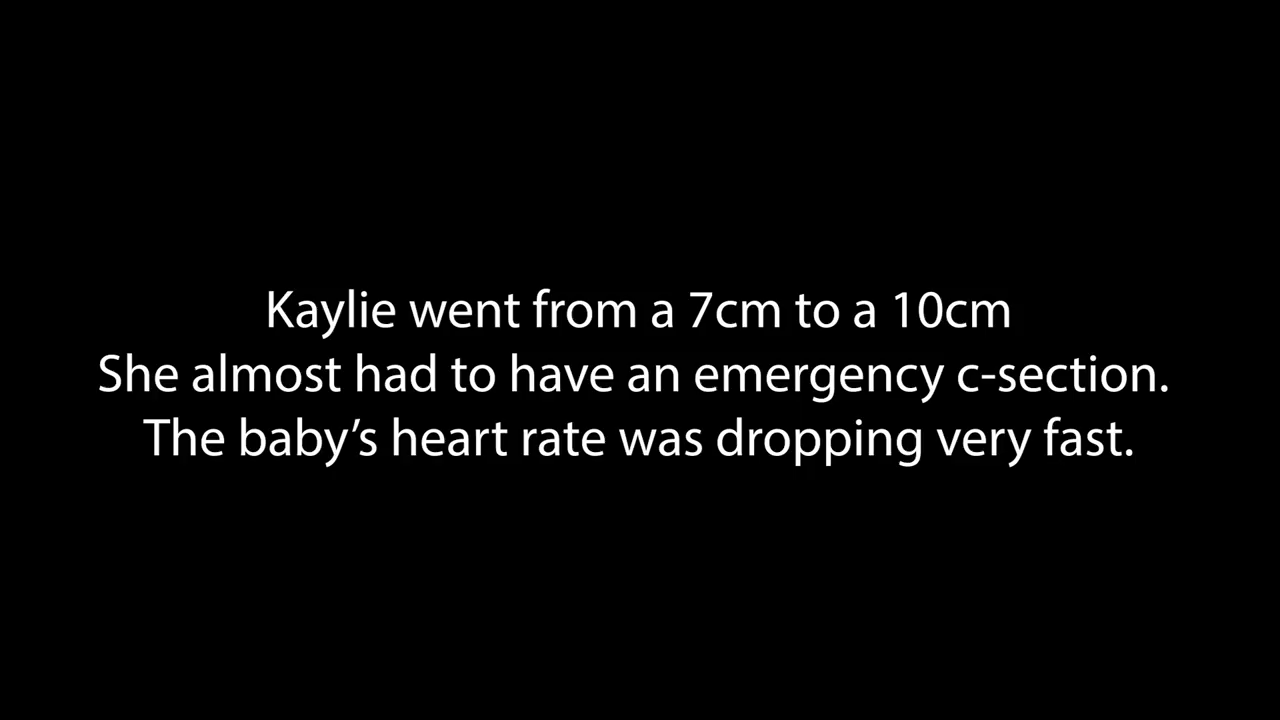 Kaylie went from a 7cm to a 10cm
She almost had to have an emergency c-section.
The baby’s heart rate was dropping very fast.